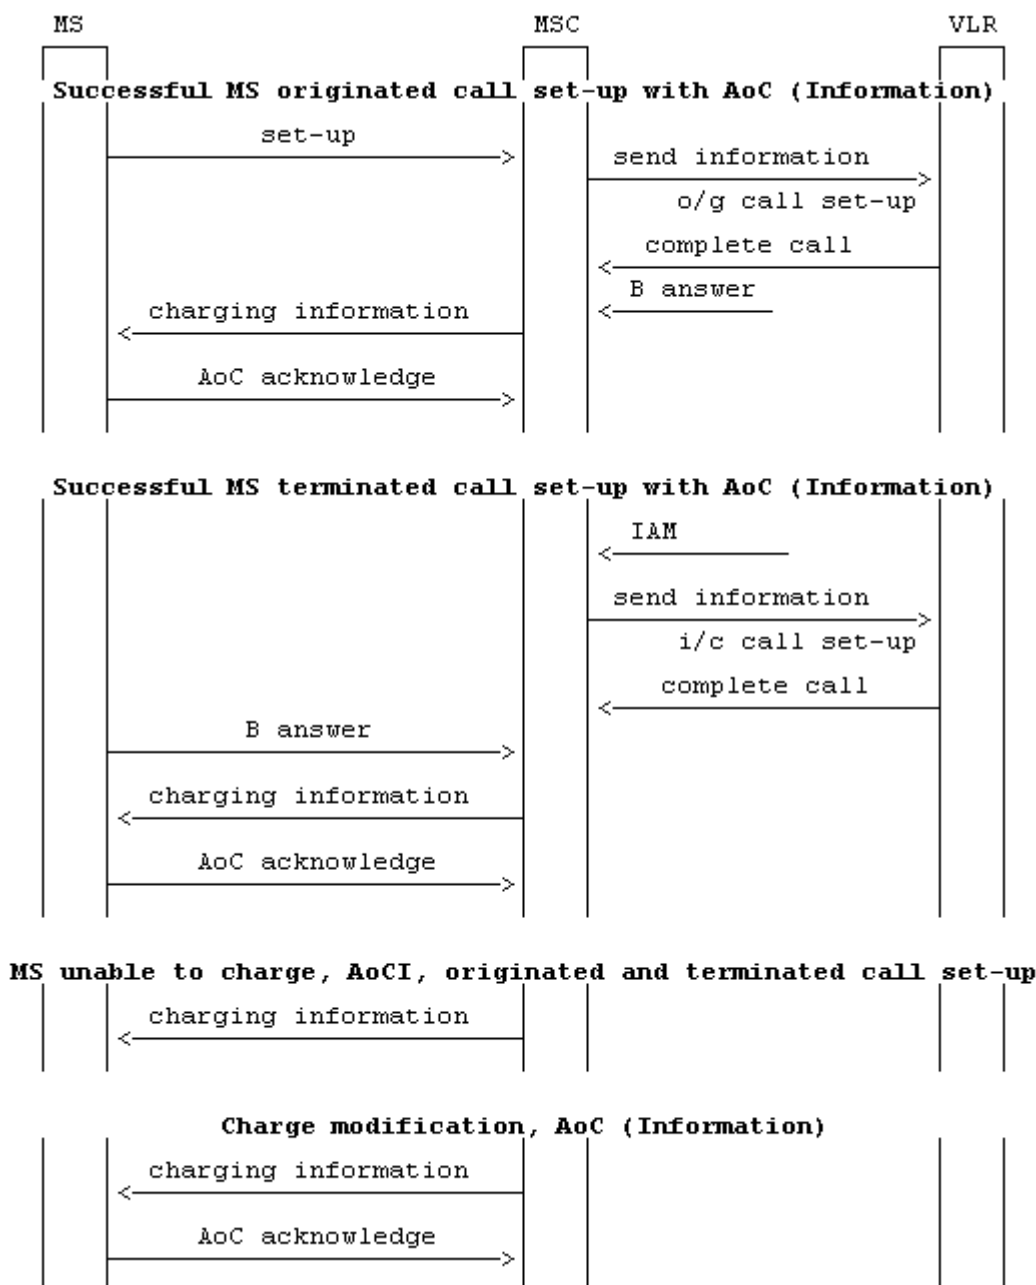 MS MSC VLR
Successful MS originated call set-up with AoC (Information)
set-up
send information
o/g call set-up
complete call
B answer
charging information
AoC acknowledge
Successful MS terminated call set-up with AoC (Information)
IAM
send information
i/c call set-up
complete call
B answer
charging information
AoC acknowledge
MS unable to charge, AoCI, originated and terminated call set-up
charging information
Charge modification, AoC (Information)
charging information
AoC acknowledge